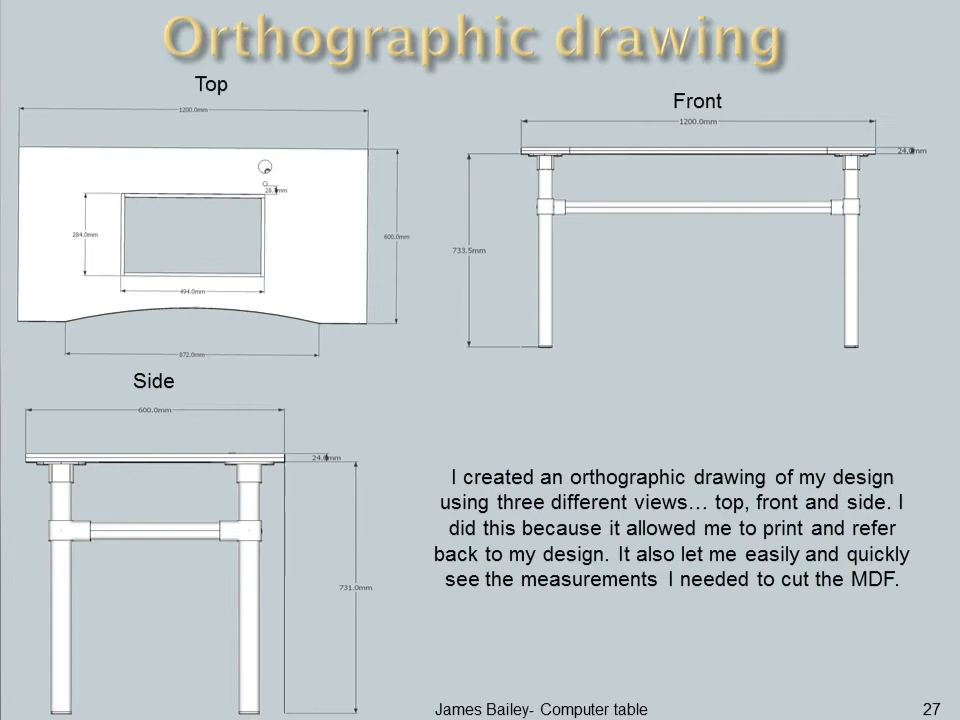 Orthographic drawing
Top
1200.0mm
28.7mm
284.0mm
600.0mm
494.0mm
872.0mm
Front
1200.0mm
24.0mm
733.5mm
Side
600.0mm
24.0mm
731.0mm
I created an orthographic drawing of my design
using three different views… top, front and side. I
did this because it allowed me to print and refer
back to my design. It also let me easily and quickly
see the measurements I needed to cut the MDF.
James Bailey- Computer table
27